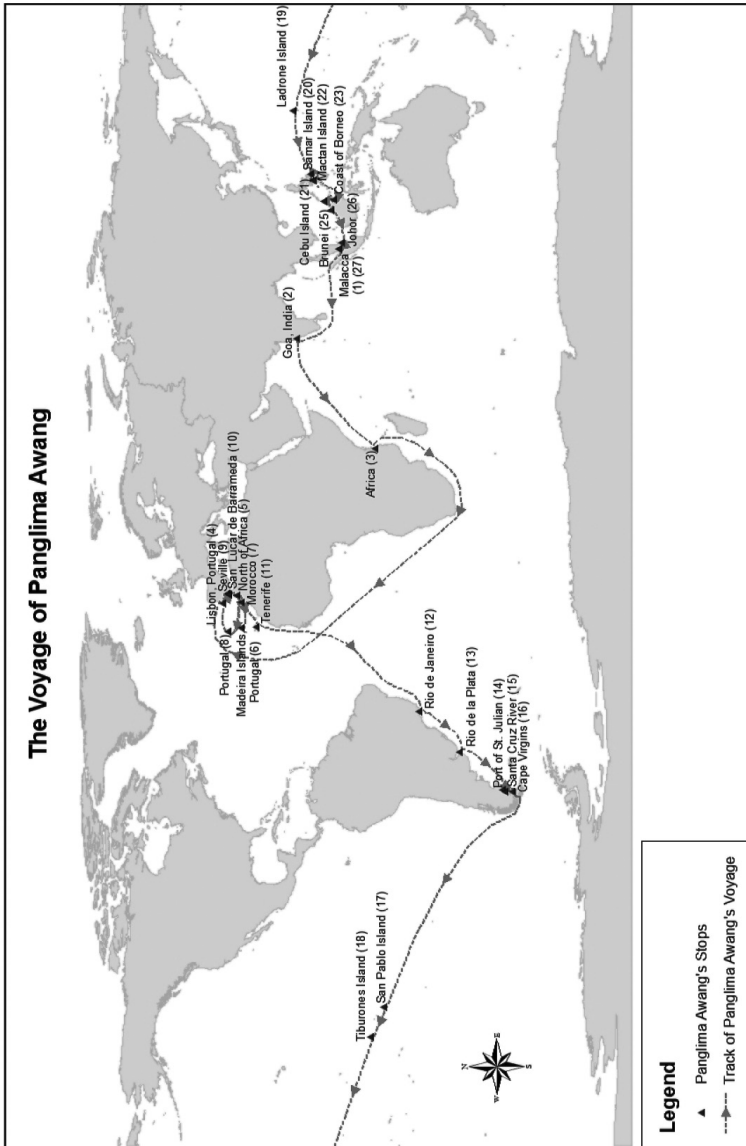 The Voyage of Panglima Awang
Lisbon, Portugal (4)
Seville (9)
San Lucar de Barrameda (10)
North of Africa (5)
Morocco (7)
Tenerife (11)
Portugal (8)
Madeira Islands
Portugal (6)
Goa, India (2)
Africa (3)
Ladrone Island (19)
Samar Island (20)
Mactan Island (22)
Coast of Borneo (23)
Cebu Island (21)
Brunei (25)
Johor (26)
Malacca
(1) (27)
Rio de Janeiro (12)
Rio de la Plata (13)
Port of St. Julian (14)
Santa Cruz River (15)
Cape Virgins (16)
Tiburones Island (18)
San Pablo Island (17)
N
E
S
W
Legend
Panglima Awang's Stops
Track of Panglima Awang's Voyage